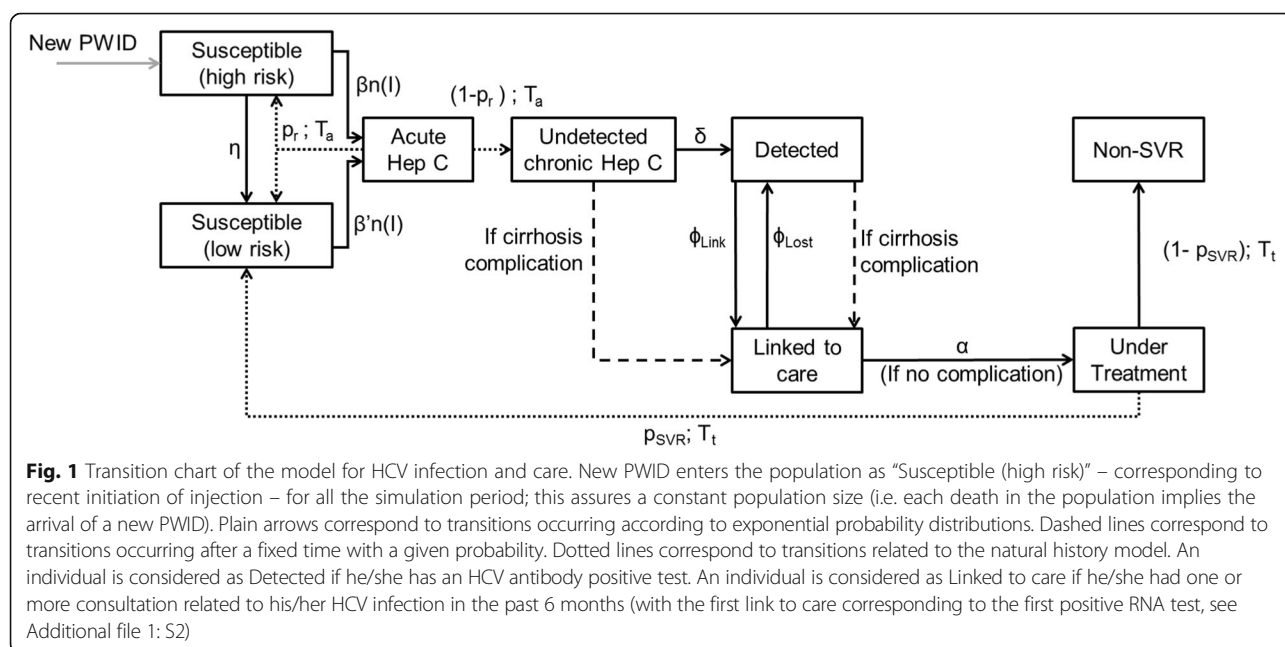 New PWID
Susceptible
(high risk)
βn(I)
(1-pr) ; Ta
pr ; Ta
η
Acute
Hep C
Undetected
chronic Hep C
δ
Detected
Non-SVR
Susceptible
(low risk)
β'n(I)
If cirrhosis
complication
ϕLink
ϕLost
If cirrhosis
complication
(1- pSVR); Tt
Linked to
care
α
(If no complication)
Under
Treatment
pSVR; Tt
Fig. 1 Transition chart of the model for HCV infection and care. New PWID enters the population as “Susceptible (high risk)” – corresponding to
recent initiation of injection – for all the simulation period; this assures a constant population size (i.e. each death in the population implies the
arrival of a new PWID). Plain arrows correspond to transitions occurring according to exponential probability distributions. Dashed lines correspond to
transitions occurring after a fixed time with a given probability. Dotted lines correspond to transitions related to the natural history model. An
individual is considered as Detected if he/she has an HCV antibody positive test. An individual is considered as Linked to care if he/she had one or
more consultation related to his/her HCV infection in the past 6 months (with the first link to care corresponding to the first positive RNA test, see
Additional file 1: S2)